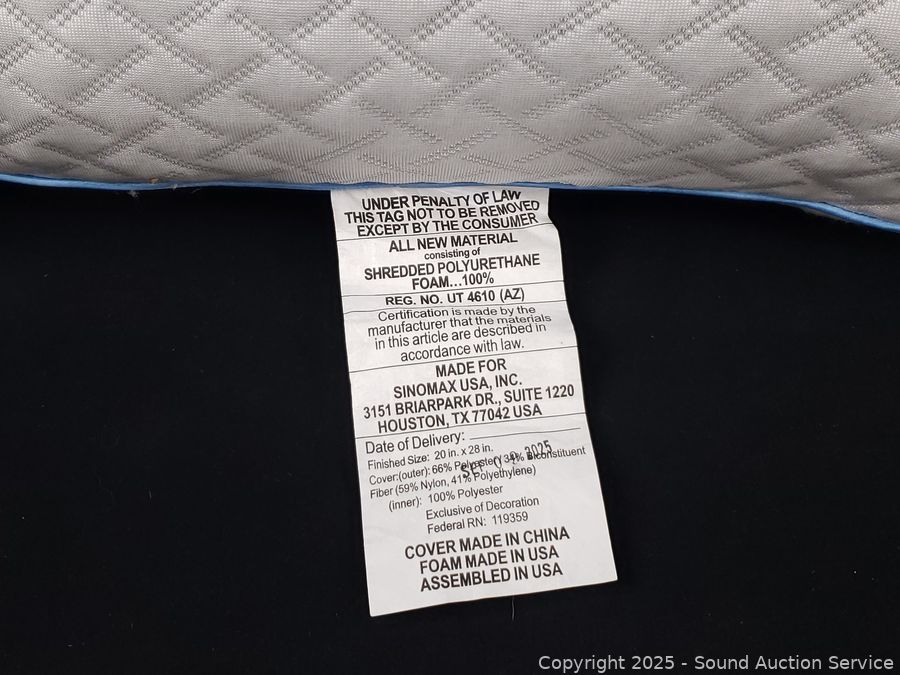 UNDER PENALTY OF LAW
THIS TAG NOT TO BE REMOVED
EXCEPT BY THE CONSUMER
ALL NEW MATERIAL
consisting of
SHREDDED POLYURETHANE
FOAM...100%
REG. NO. UT 4610 (AZ)
Certification is made by the
manufacturer that the materials
in this article are described in
accordance with law.
MADE FOR
SINOMAX USA, INC.
3151 BRIARPARK DR., SUITE 1220
HOUSTON, TX 77042 USA
Date of Delivery:
Finished Size: 20 in. x 28 in.
SEP 2025
Cover:(outer): 66% Polyester/ 34% Biconstituent
Fiber (59% Nylon, 41% Polyethylene)
(inner): 100% Polyester
Exclusive of Decoration
Federal RN: 119359
COVER MADE IN CHINA
FOAM MADE IN USA
ASSEMBLED IN USA
Copyright © 2025 - Sound Auction Service